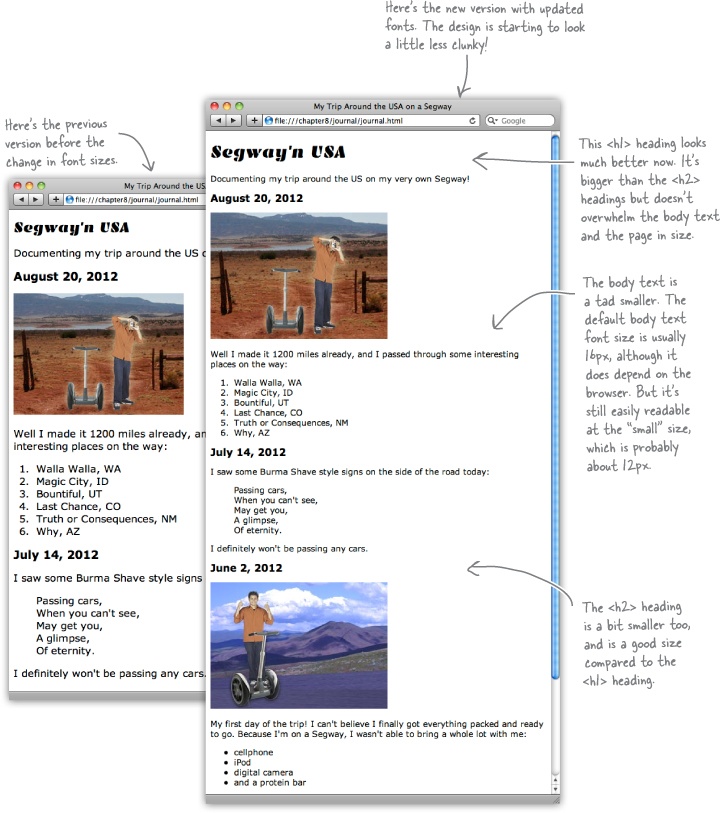 Here's the new version with updated
fonts. The design is starting to look
a little less clunky!
Here's the previous
version before the
change in font sizes.
My Trip Around the USA on a Segway
file:///chapter8/journal/journal.html
Google
Segway'n USA
Documenting my trip around the US on my very own Segway!
August 20, 2012
Well I made it 1200 miles already, and I passed through some interesting
places on the way:
1. Walla Walla, WA
2. Magic City, ID
3. Bountiful, UT
4. Last Chance, CO
5. Truth or Consequences, NM
6. Why, AZ
July 14, 2012
I saw some Burma Shave style signs on the side of the road today:
Passing cars,
When you can't see,
May get you,
A glimpse,
Of eternity.
I definitely won't be passing any cars.
June 2, 2012
My first day of the trip! I can't believe I finally got everything packed and ready
to go. Because I'm on a Segway, I wasn't able to bring a whole lot with me:
• cellphone
• iPod
• digital camera
• and a protein bar
My Trip Around the US
file:///chapter8/journal/journal.html
Segway'n USA
Documenting my trip around the US
August 20, 2012
Well I made it 1200 miles already, an
interesting places on the way:
1. Walla Walla, WA
2. Magic City, ID
3. Bountiful, UT
4. Last Chance, CO
5. Truth or Consequences, NM
6. Why, AZ
July 14, 2012
I saw some Burma Shave style signs
Passing cars,
When you can't see,
May get you,
A glimpse,
Of eternity.
I definitely won't be passing any cars.
This <h1> heading looks
much better now. It's
bigger than the <h2>
headings but doesn't
overwhelm the body text
and the page in size.
The body text is
a tad smaller. The
default body text
font size is usually
16px, although it
does depend on the
browser. But it's
still easily readable
at the "small" size,
which is probably
about 12px.
The <h2> heading
is a bit smaller too,
and is a good size
compared to the
<h1> heading.